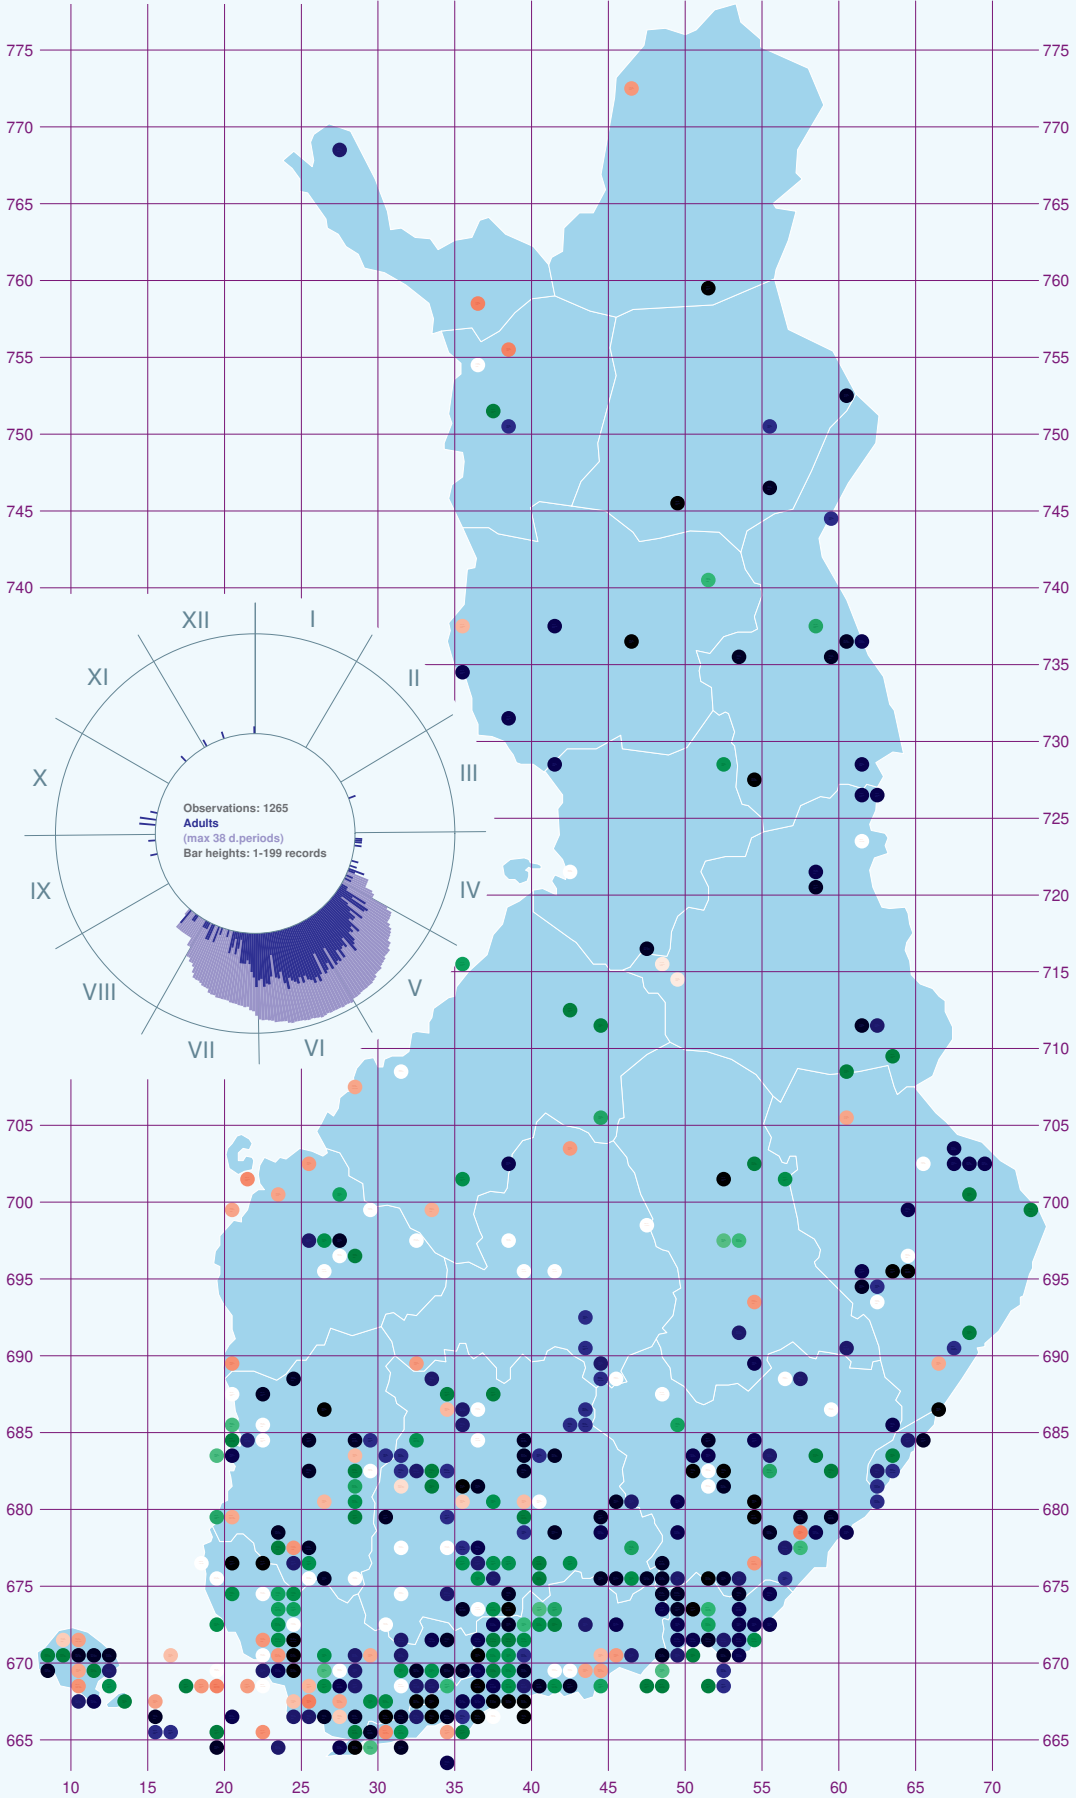 775 775
770 770
765 765
760 760
755 755
750 750
745 745
740 740
XII I
XI II
735
730
X III
Observations: 1265
Adults
(max 38 d.periods)
Bar heights: 1-199 records
725
IX IV
720
715
VIII V
VII VI
710
705 705
700 700
695 695
690 690
685 685
680 680
675 675
670 670
665 665
10 15 20 25 30 35 40 45 50 55 60 65 70